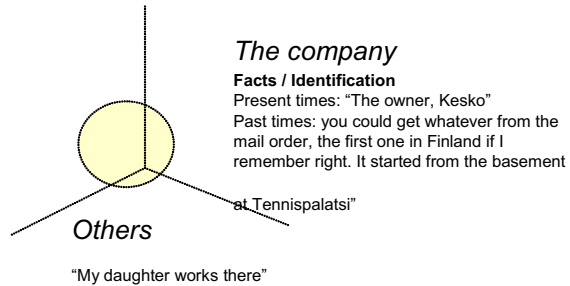 The company
Facts / Identification
Present times: “The owner, Kesko”
Past times: you could get whatever from the
mail order, the first one in Finland if I
remember right. It started from the basement
at Tennispalatsi”
Others
“My daughter works there”